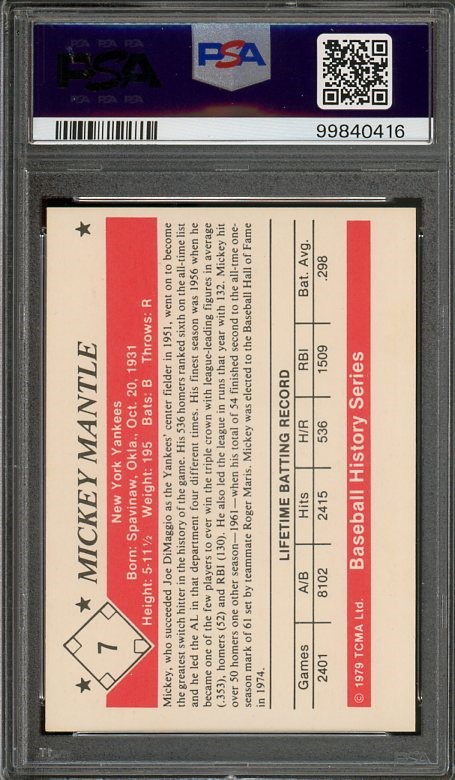 PSA
PSA
99840416
7
MICKEY MANTLE
New York Yankees
Born: Spavinaw, Okla., Oct. 20, 1931
Height: 5-11½ Weight: 195 Bats: B Throws: R
Mickey, who succeeded Joe DiMaggio as the Yankees' center fielder in 1951, went on to become
the greatest switch hitter in the history of the game. His 536 homers ranked sixth on the all-time list
and he led the AL in that department four different times. His finest season was 1956 when he
became one of the few players to ever win the triple crown with league-leading figures in average
(.353), homers (52) and RBI (130). He also led the league in runs that year with 132. Mickey hit
over 50 homers one other season—1961—when his total of 54 finished second to the all-tme one-
season mark of 61 set by teammate Roger Maris. Mickey was elected to the Baseball Hall of Fame
in 1974.
LIFETIME BATTING RECORD
Games A/B Hits H/R RBI Bat. Avg.
2401 8102 2415 536 1509 .298
© 1979 TCMA Ltd. Baseball History Series